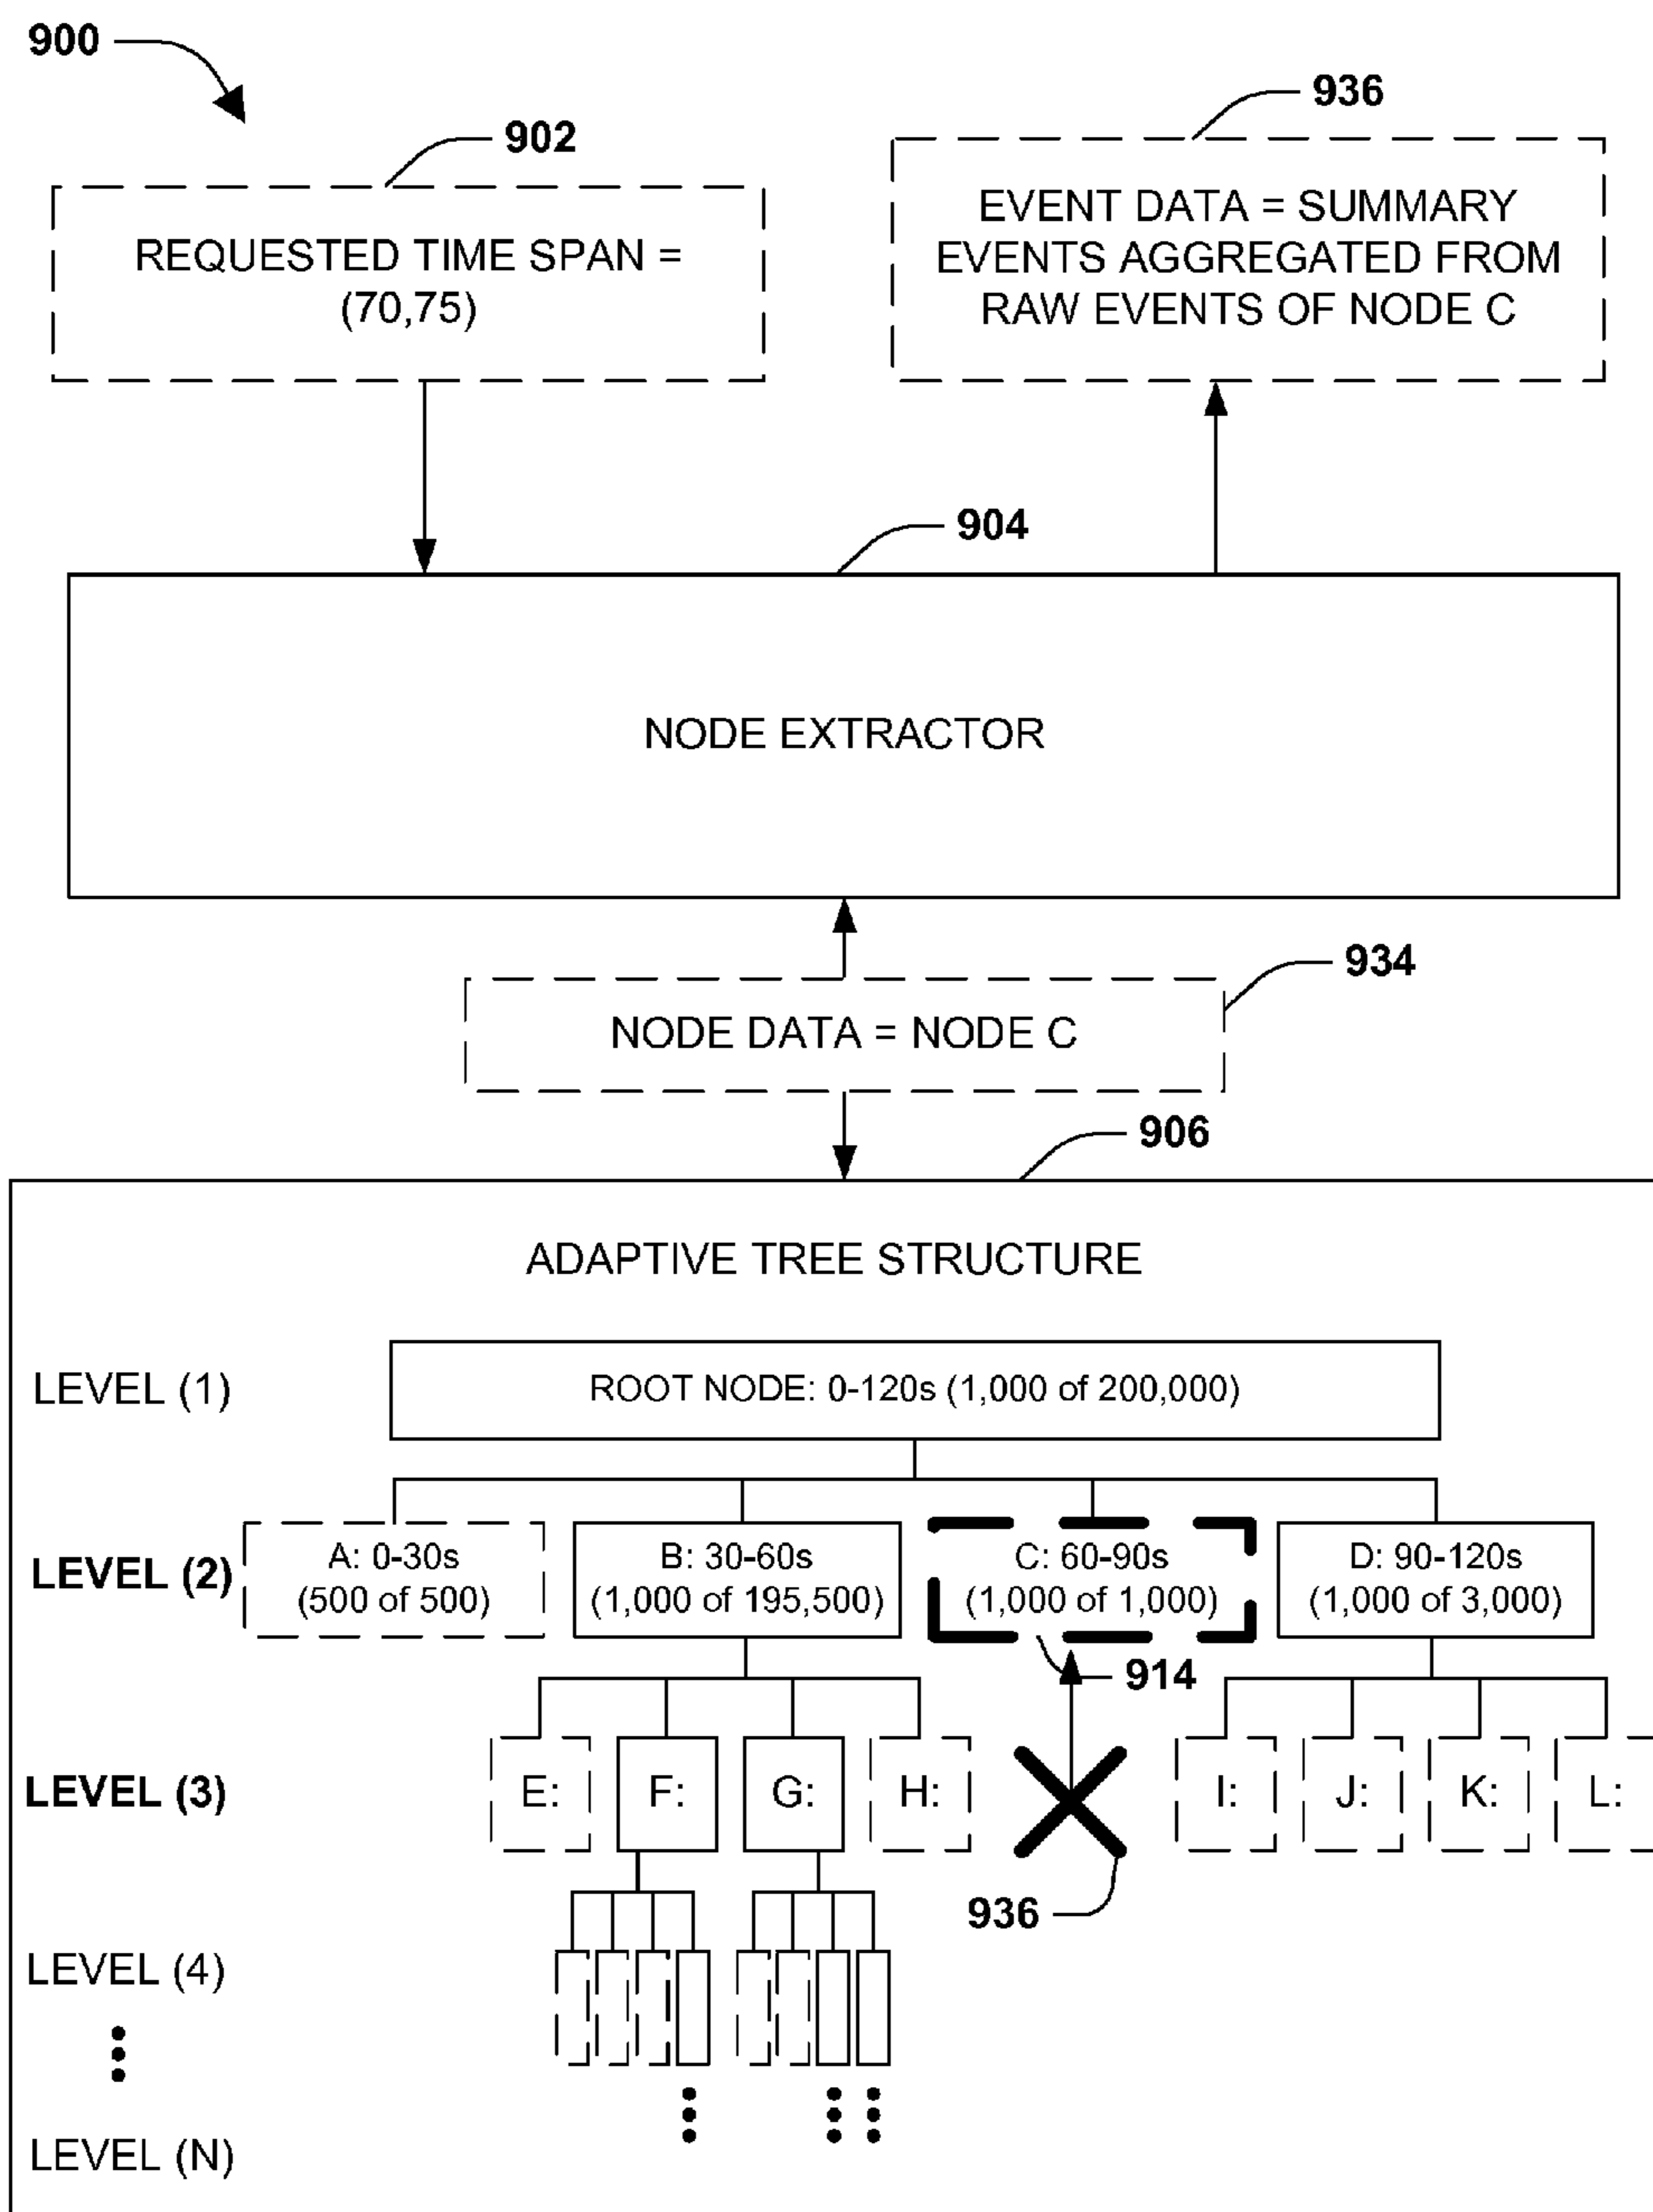 900
902
936
REQUESTED TIME SPAN =
(70,75)
EVENT DATA = SUMMARY
EVENTS AGGREGATED FROM
RAW EVENTS OF NODE C
904
NODE EXTRACTOR
934
NODE DATA = NODE C
906
ADAPTIVE TREE STRUCTURE
LEVEL (1)
ROOT NODE: 0-120s (1,000 of 200,000)
LEVEL (2)
A: 0-30s
(500 of 500)
B: 30-60s
(1,000 of 195,500)
C: 60-90s
(1,000 of 1,000)
D: 90-120s
(1,000 of 3,000)
914
LEVEL (3)
E:
F:
G:
H:
I:
J:
K:
L:
936
LEVEL (4)
LEVEL (N)